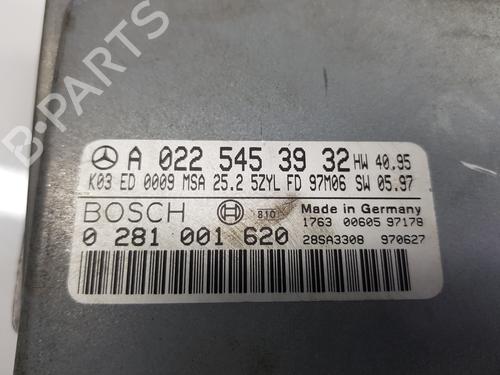 B-PARTS
A 022 545 39 32 HW 40.95
K03 ED 0009 MSA 25.2 5ZYL FD 97M06 SW 05.97
BOSCH 810 Made in Germany
1763 00605 97178
0 281 001 620 28SA3308 970627